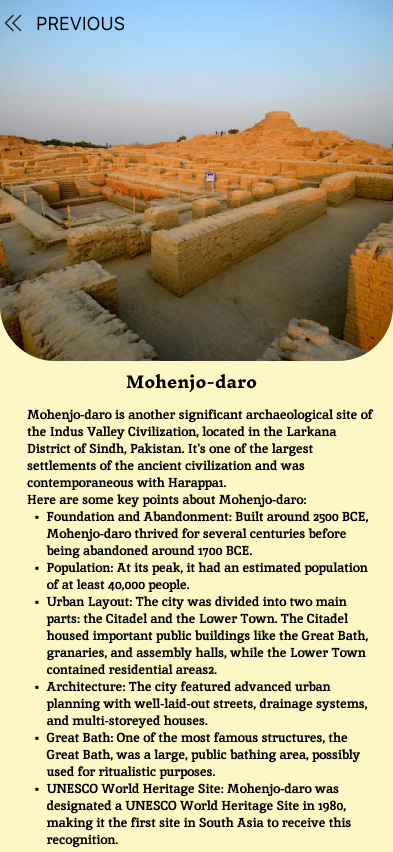 PREVIOUS
Mohenjo-daro
Mohenjo-daro is another significant archaeological site of
the Indus Valley Civilization, located in the Larkana
District of Sindh, Pakistan. It's one of the largest
settlements of the ancient civilization and was
contemporaneous with Harappa1.
Here are some key points about Mohenjo-daro:
• Foundation and Abandonment: Built around 2500 BCE,
Mohenjo-daro thrived for several centuries before
being abandoned around 1700 BCE.
• Population: At its peak, it had an estimated population
of at least 40,000 people.
• Urban Layout: The city was divided into two main
parts: the Citadel and the Lower Town. The Citadel
housed important public buildings like the Great Bath,
granaries, and assembly halls, while the Lower Town
contained residential areas2.
• Architecture: The city featured advanced urban
planning with well-laid-out streets, drainage systems,
and multi-storeyed houses.
• Great Bath: One of the most famous structures, the
Great Bath, was a large, public bathing area, possibly
used for ritualistic purposes.
• UNESCO World Heritage Site: Mohenjo-daro was
designated a UNESCO World Heritage Site in 1980,
making it the first site in South Asia to receive this
recognition.